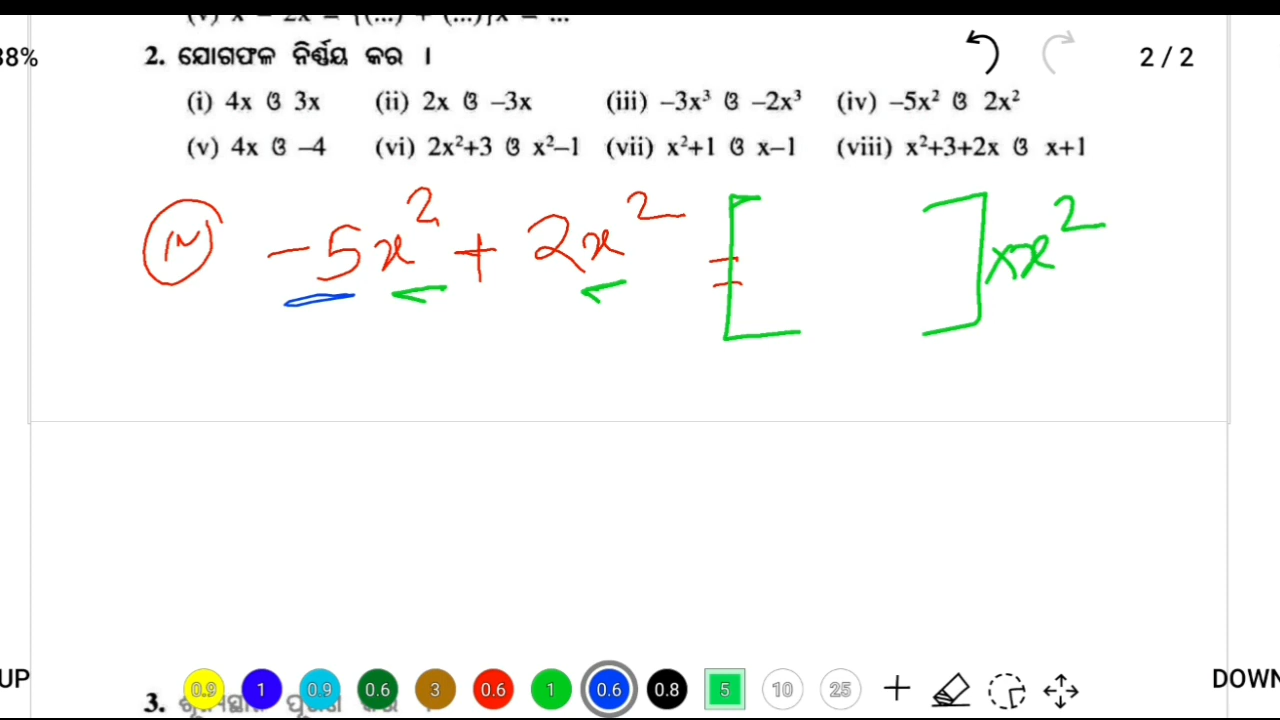 38%
2 / 2
2. ଯୋଗଫଳ ନିର୍ଣ୍ଣୟ କର ।
(i) 4x ଓ 3x (ii) 2x ଓ –3x (iii) –3x³ ଓ –2x³ (iv) –5x² ଓ 2x²
(v) 4x ଓ –4 (vi) 2x²+3 ଓ x²–1 (vii) x²+1 ଓ x–1 (viii) x²+3+2x ଓ x+1
(iv) -5x² + 2x² = [ ] × x²
UP
0.9 1 0.9 0.6 3 0.6 1 0.6 0.8 5 10 25
DOWN
3.